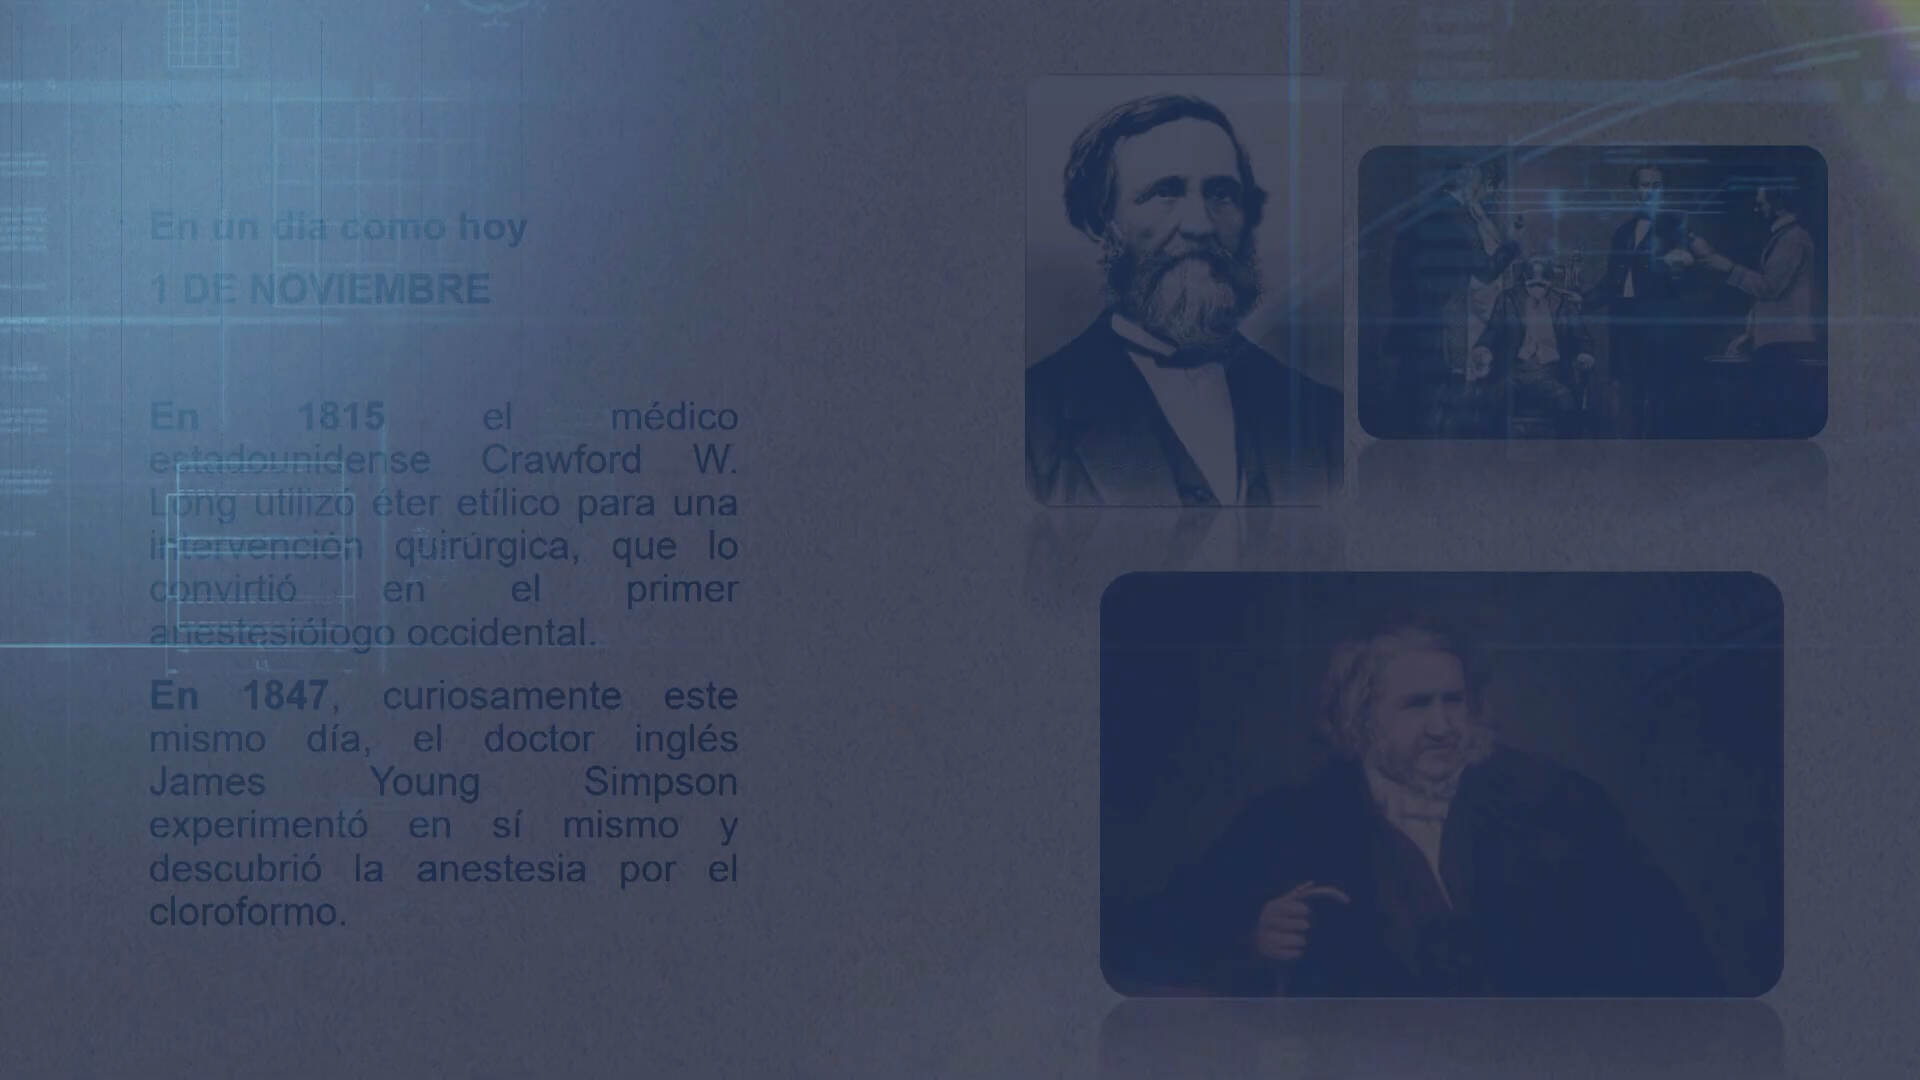 En un día como hoy
1 DE NOVIEMBRE
En 1815 el médico
estadounidense Crawford W.
Long utilizó éter etílico para una
intervención quirúrgica, que lo
convirtió en el primer
anestesiólogo occidental.
En 1847, curiosamente este
mismo día, el doctor inglés
James Young Simpson
experimentó en sí mismo y
descubrió la anestesia por el
cloroformo.